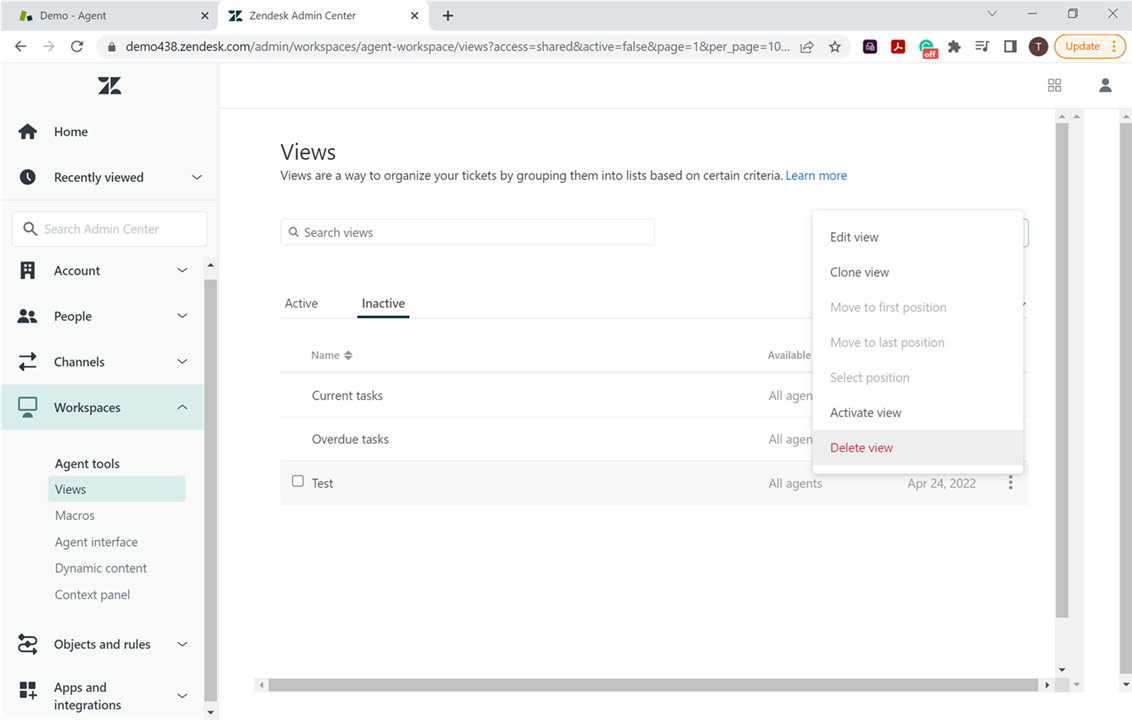 Demo - Agent
Zendesk Admin Center
demo438.zendesk.com/admin/workspaces/agent-workspace/views?access=shared&active=false&page=1&per_page=10...
off
T
Update
Home
Recently viewed
Search Admin Center
Account
People
Channels
Workspaces
Agent tools
Views
Macros
Agent interface
Dynamic content
Context panel
Objects and rules
Apps and
integrations
Views
Views are a way to organize your tickets by grouping them into lists based on certain criteria. Learn more
Search views
Active
Inactive
Name
Available
Current tasks
All agen
Overdue tasks
All agen
Test
All agents
Apr 24, 2022
Edit view
Clone view
Move to first position
Move to last position
Select position
Activate view
Delete view